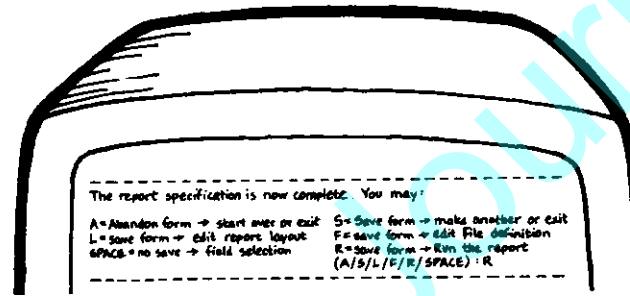 The report specification is now complete. You may:
A=Abandon form → start over or exit S=Save form → make another or exit
L=save form → edit report layout F=save form → edit File definition
SPACE=no save → field selection R=save form → Run the report
(A/S/L/F/R/SPACE) : R